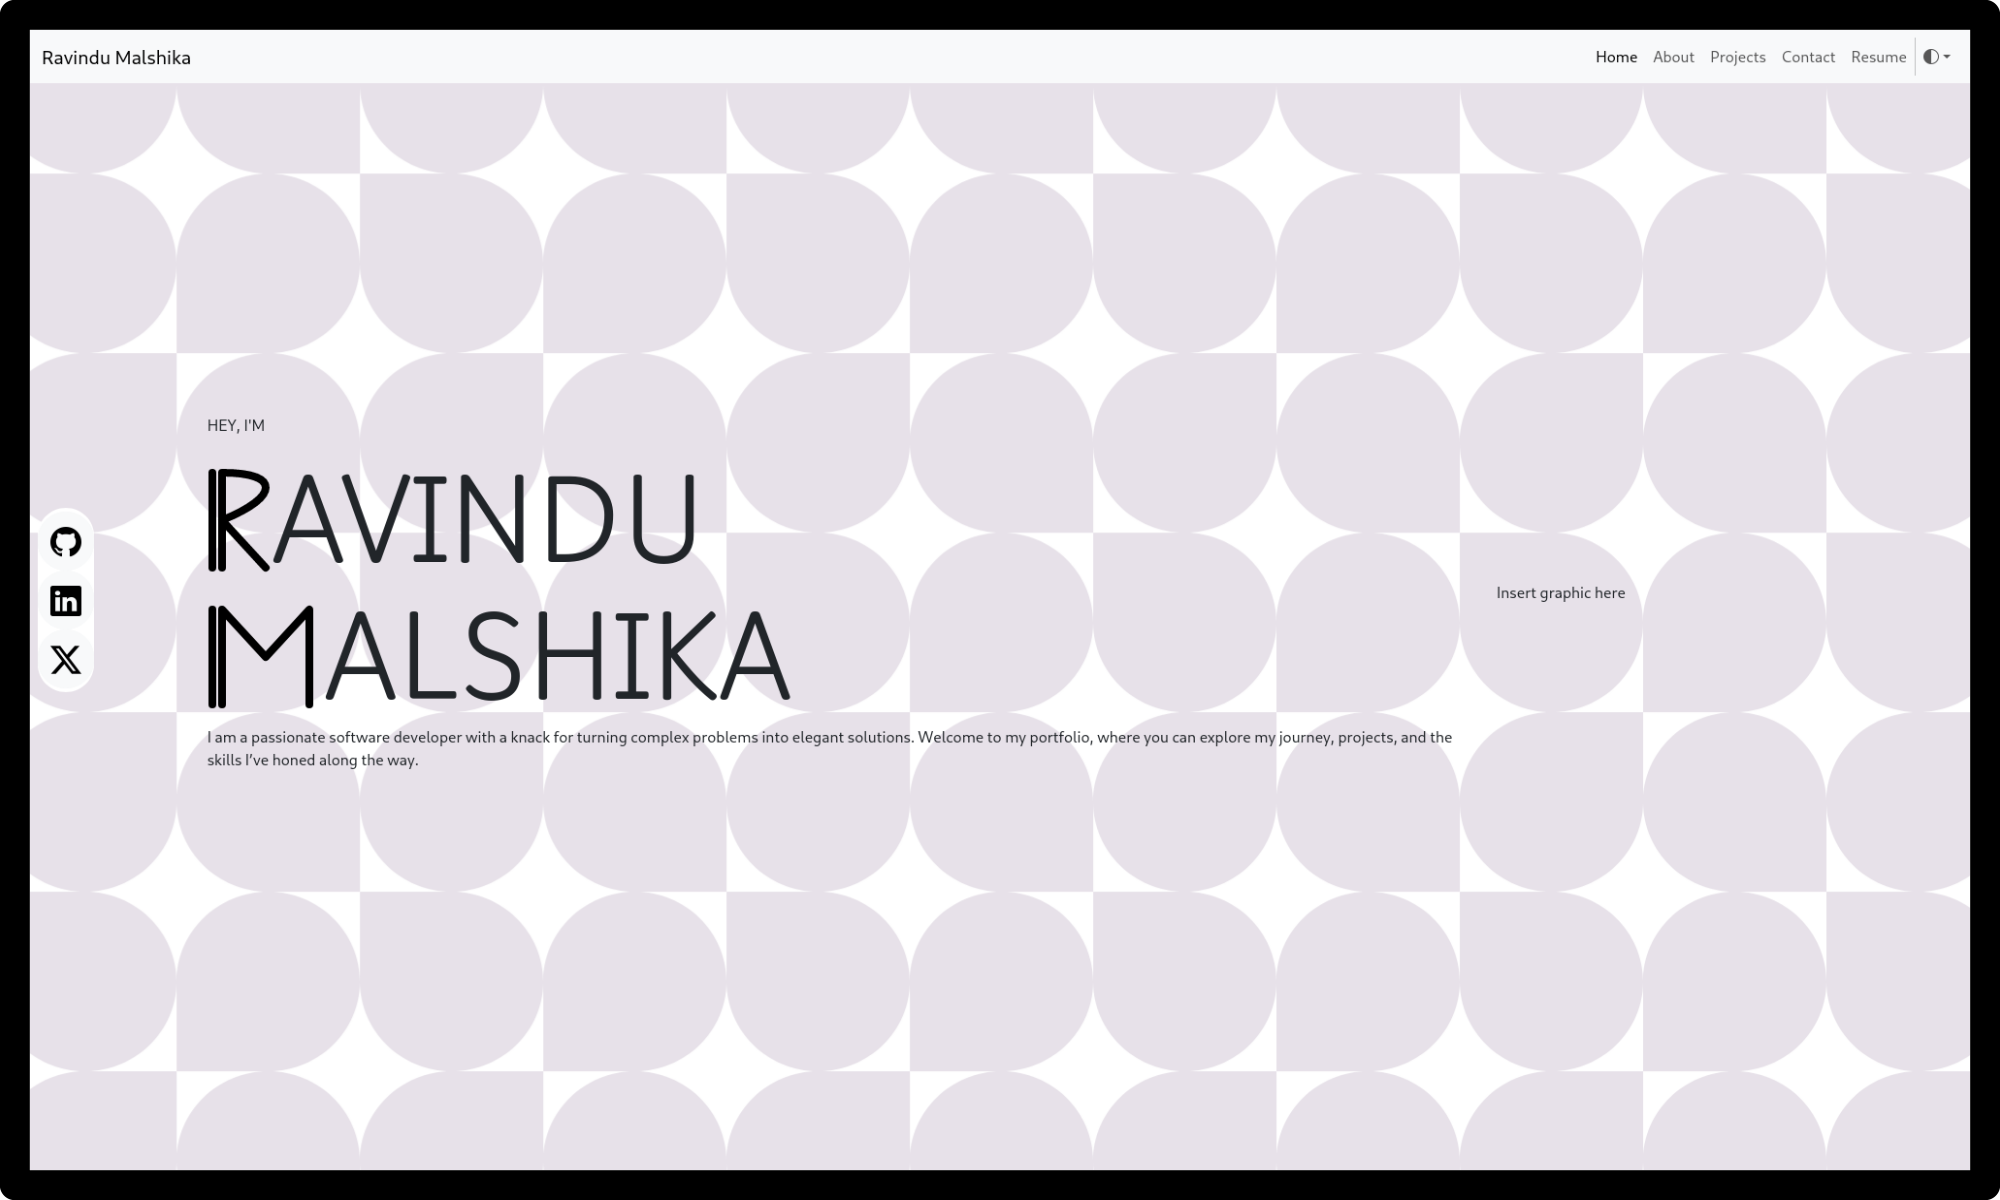 Ravindu Malshika
Home About Projects Contact Resume
HEY, I'M
RAVINDU
MALSHIKA
Insert graphic here
I am a passionate software developer with a knack for turning complex problems into elegant solutions. Welcome to my portfolio, where you can explore my journey, projects, and the
skills I’ve honed along the way.